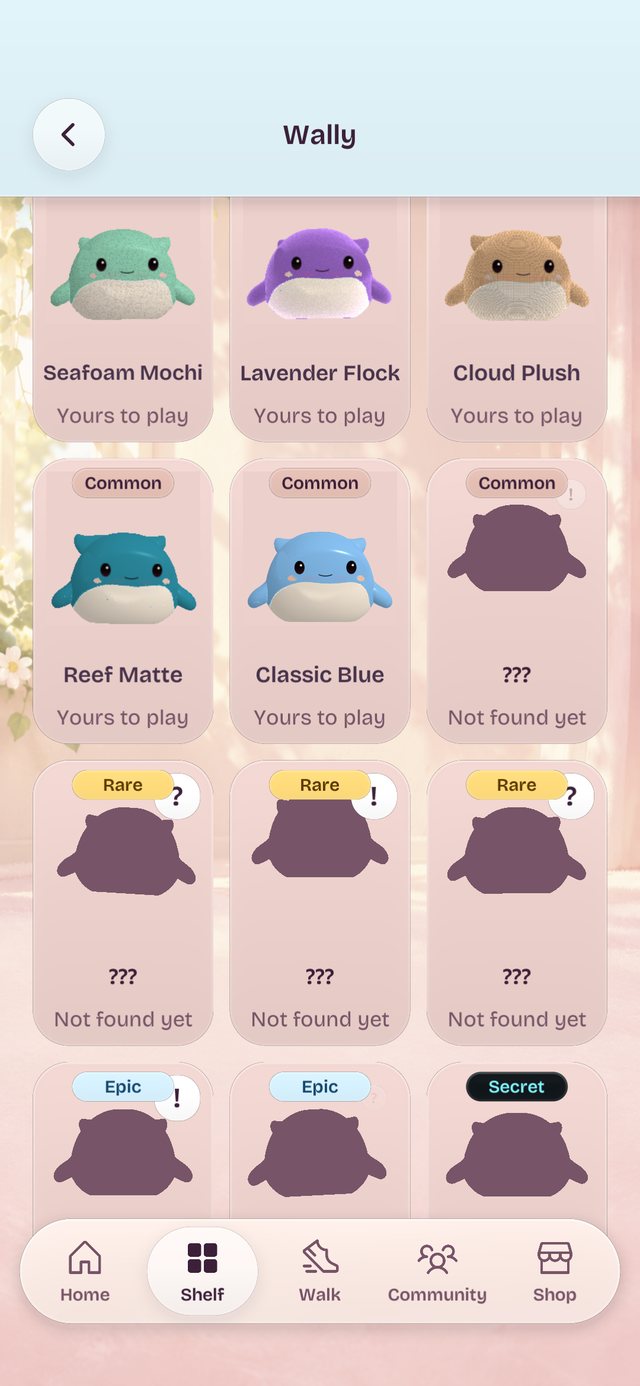 Wally
Seafoam Mochi
Lavender Flock
Cloud Plush
Yours to play
Yours to play
Yours to play
Common
Common
Common
!
Reef Matte
Classic Blue
???
Yours to play
Yours to play
Not found yet
Rare
?
Rare
!
Rare
?
???
???
???
Not found yet
Not found yet
Not found yet
Epic
!
Epic
?
Secret
Home
Shelf
Walk
Community
Shop